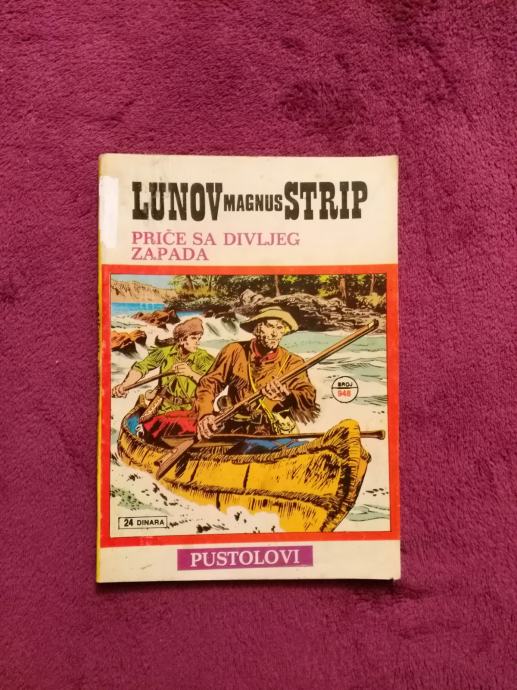 LUNOV MAGNUS STRIP
PRIČE SA DIVLJEG
ZAPADA
BROJ
948
24 DINARA
PUSTOLOVI